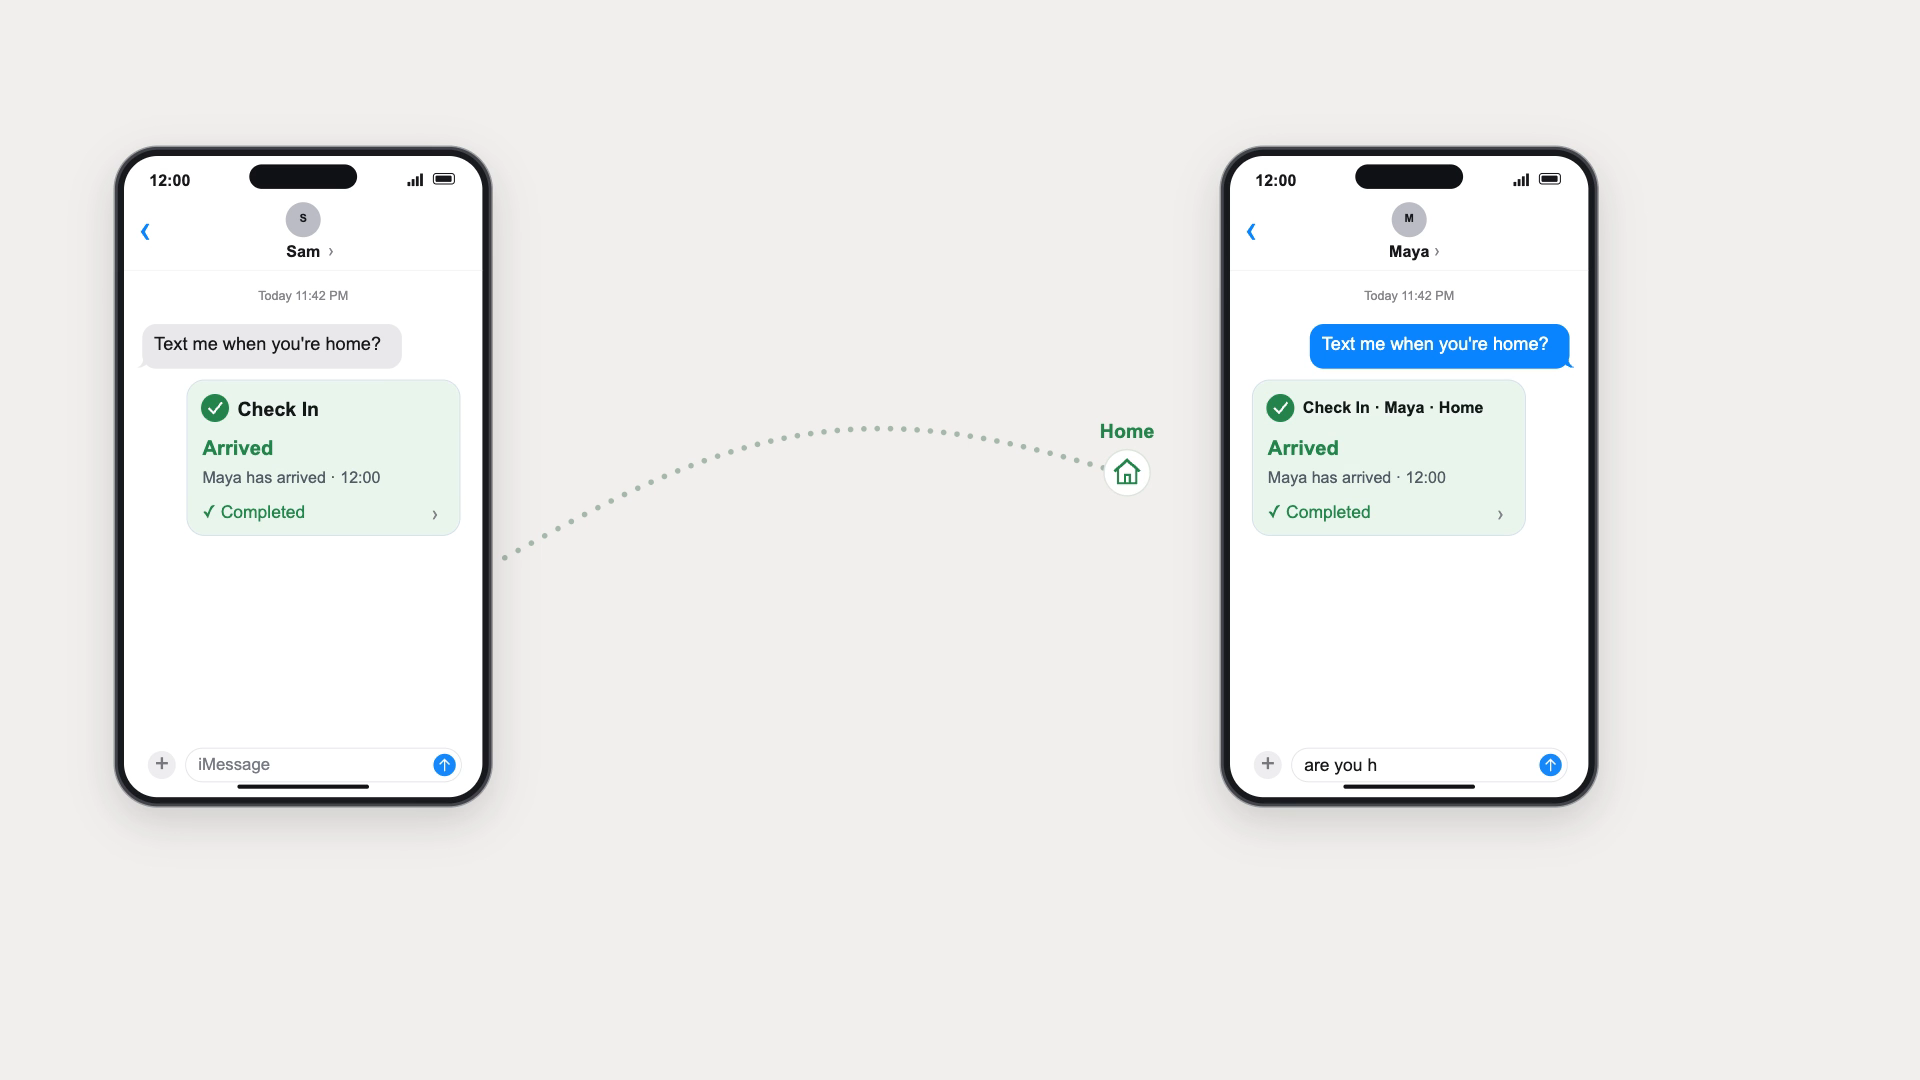 12:00
S
Sam ›
Today 11:42 PM
Text me when you're home?
Check In
Arrived
Maya has arrived · 12:00
✓ Completed ›
iMessage
Home
12:00
M
Maya ›
Today 11:42 PM
Text me when you're home?
Check In · Maya · Home
Arrived
Maya has arrived · 12:00
✓ Completed ›
are you h